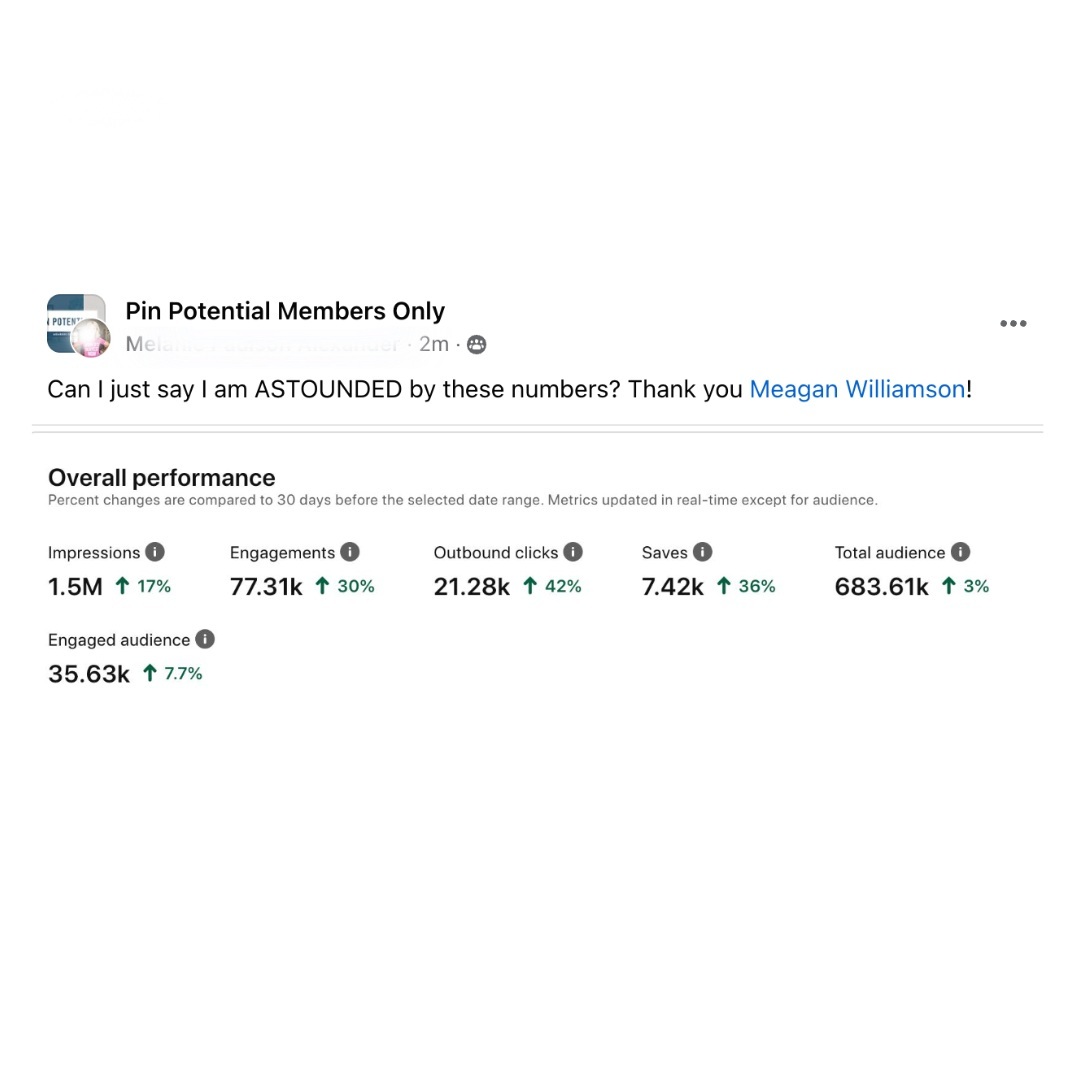 Pin Potential Members Only
2m
Can I just say I am ASTOUNDED by these numbers? Thank you Meagan Williamson!
Overall performance
Percent changes are compared to 30 days before the selected date range. Metrics updated in real-time except for audience.
Impressions Engagements Outbound clicks Saves Total audience
1.5M ↑ 17% 77.31k ↑ 30% 21.28k ↑ 42% 7.42k ↑ 36% 683.61k ↑ 3%
Engaged audience
35.63k ↑ 7.7%